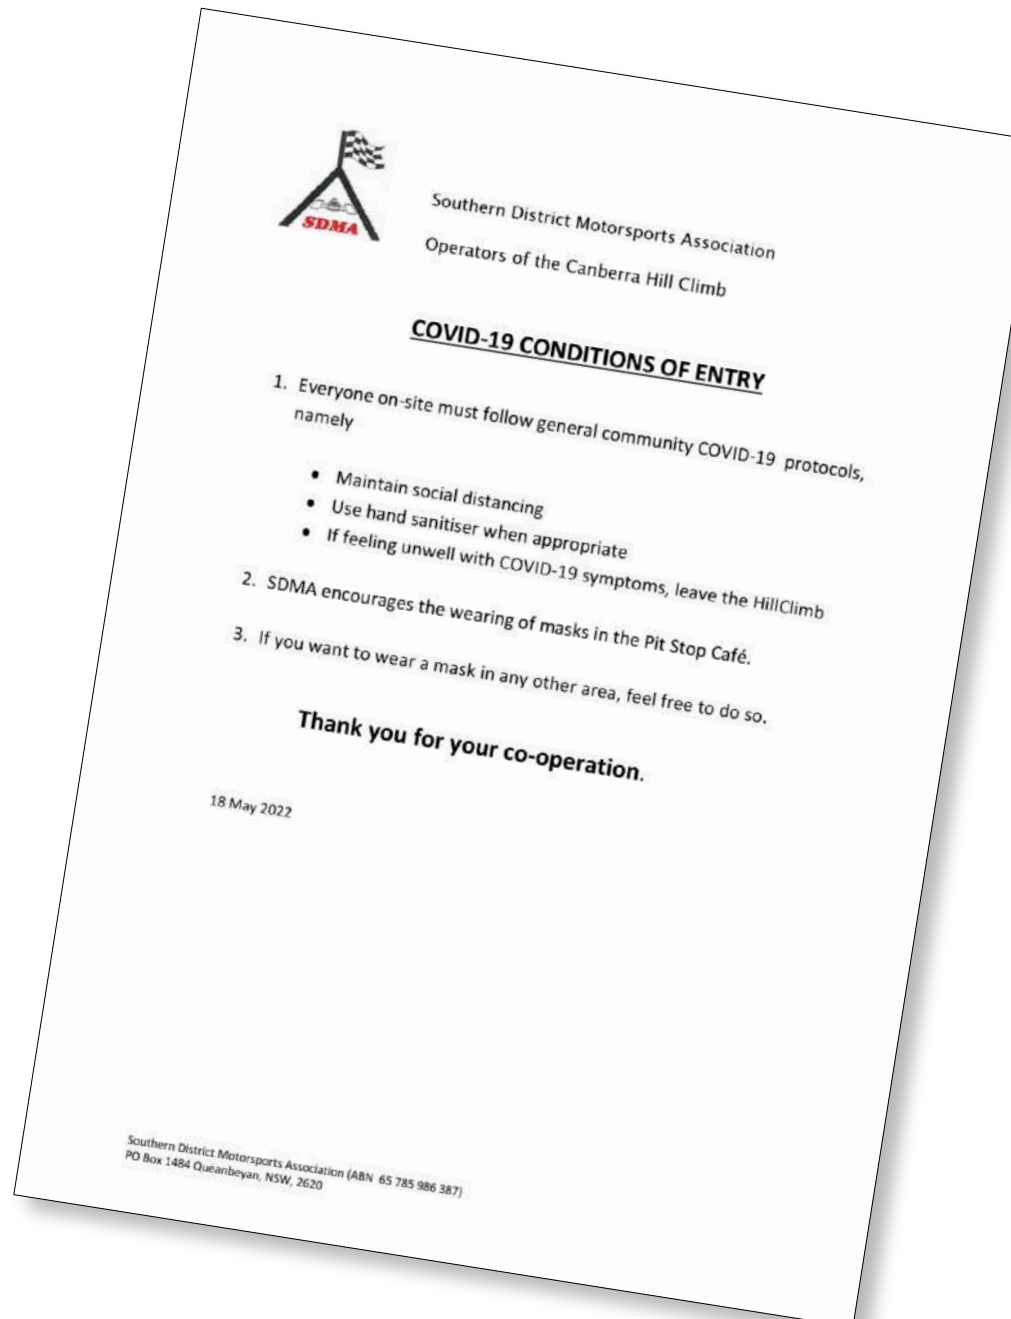 SDMA
Southern District Motorsports Association
Operators of the Canberra Hill Climb
COVID-19 CONDITIONS OF ENTRY
1. Everyone on-site must follow general community COVID-19 protocols,
namely
• Maintain social distancing
• Use hand sanitiser when appropriate
• If feeling unwell with COVID-19 symptoms, leave the HillClimb
2. SDMA encourages the wearing of masks in the Pit Stop Café.
3. If you want to wear a mask in any other area, feel free to do so.
Thank you for your co-operation.
18 May 2022
Southern District Motorsports Association (ABN 65 785 986 387)
PO Box 1484 Queanbeyan, NSW, 2620